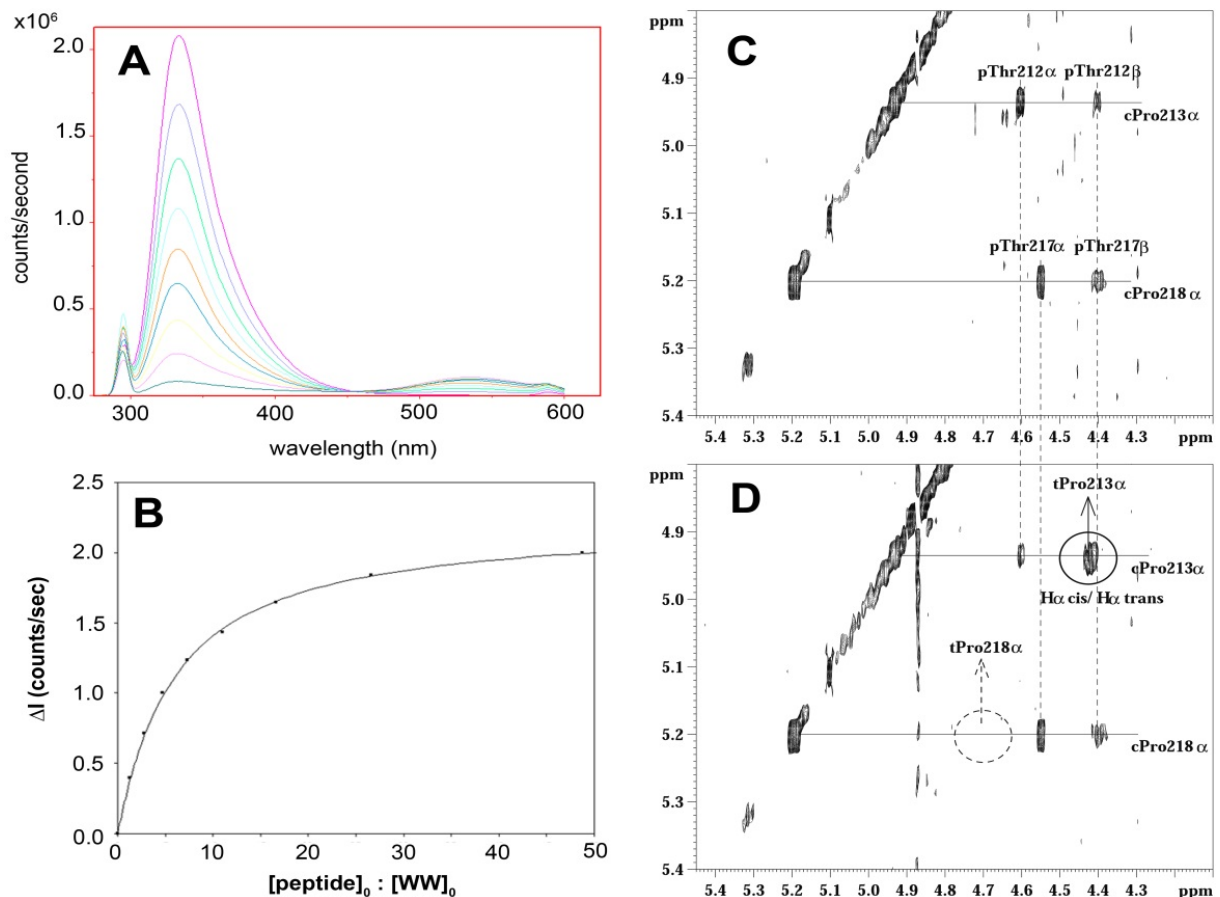 x10⁶
A
2.0
1.5
1.0
0.5
0.0
counts/second
300 400 500 600
wavelength (nm)
B
2.5
2.0
1.5
1.0
0.5
0.0
ΔI (counts/sec)
0 10 20 30 40 50
[peptide]₀ : [WW]₀
C
ppm
4.9
5.0
5.1
5.2
5.3
5.4
pThr212α pThr212β
cPro213α
pThr217α pThr217β
cPro218 α
5.4 5.3 5.2 5.1 5.0 4.9 4.8 4.7 4.6 4.5 4.4 4.3 ppm
D
ppm
4.9
5.0
5.1
5.2
5.3
5.4
tPro213α
cPro213α
Hα cis/ Hα trans
tPro218α
cPro218 α
5.4 5.3 5.2 5.1 5.0 4.9 4.8 4.7 4.6 4.5 4.4 4.3 ppm